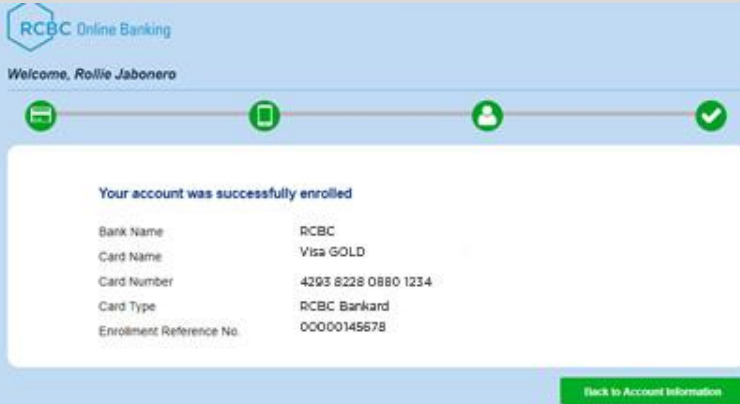 RCBC Online Banking
Welcome, Rollie Jabonero
Your account was successfully enrolled
Bank Name RCBC
Card Name Visa GOLD
Card Number 4293 8228 0880 1234
Card Type RCBC Bankard
Enrollment Reference No. 00000145678
Back to Account Information